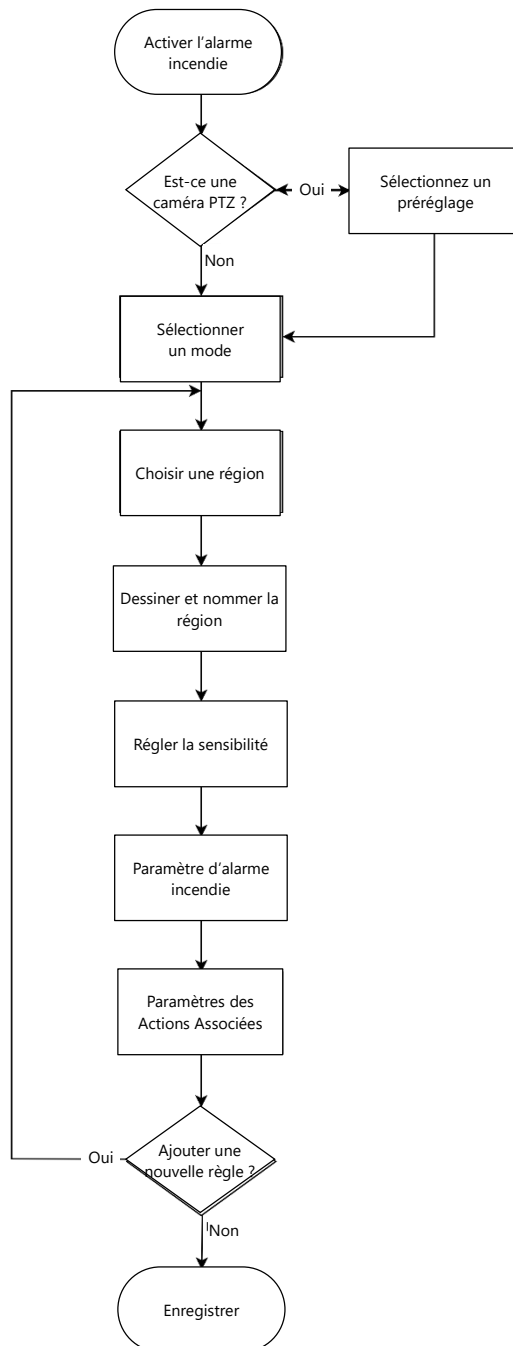 Activer l'alarme
incendie
Est-ce une
caméra PTZ ?
Oui
Sélectionnez un
préréglage
Non
Sélectionner
un mode
Choisir une région
Dessiner et nommer la
région
Régler la sensibilité
Paramètre d'alarme
incendie
Paramètres des
Actions Associées
Ajouter une
nouvelle règle ?
Oui
Non
Enregistrer